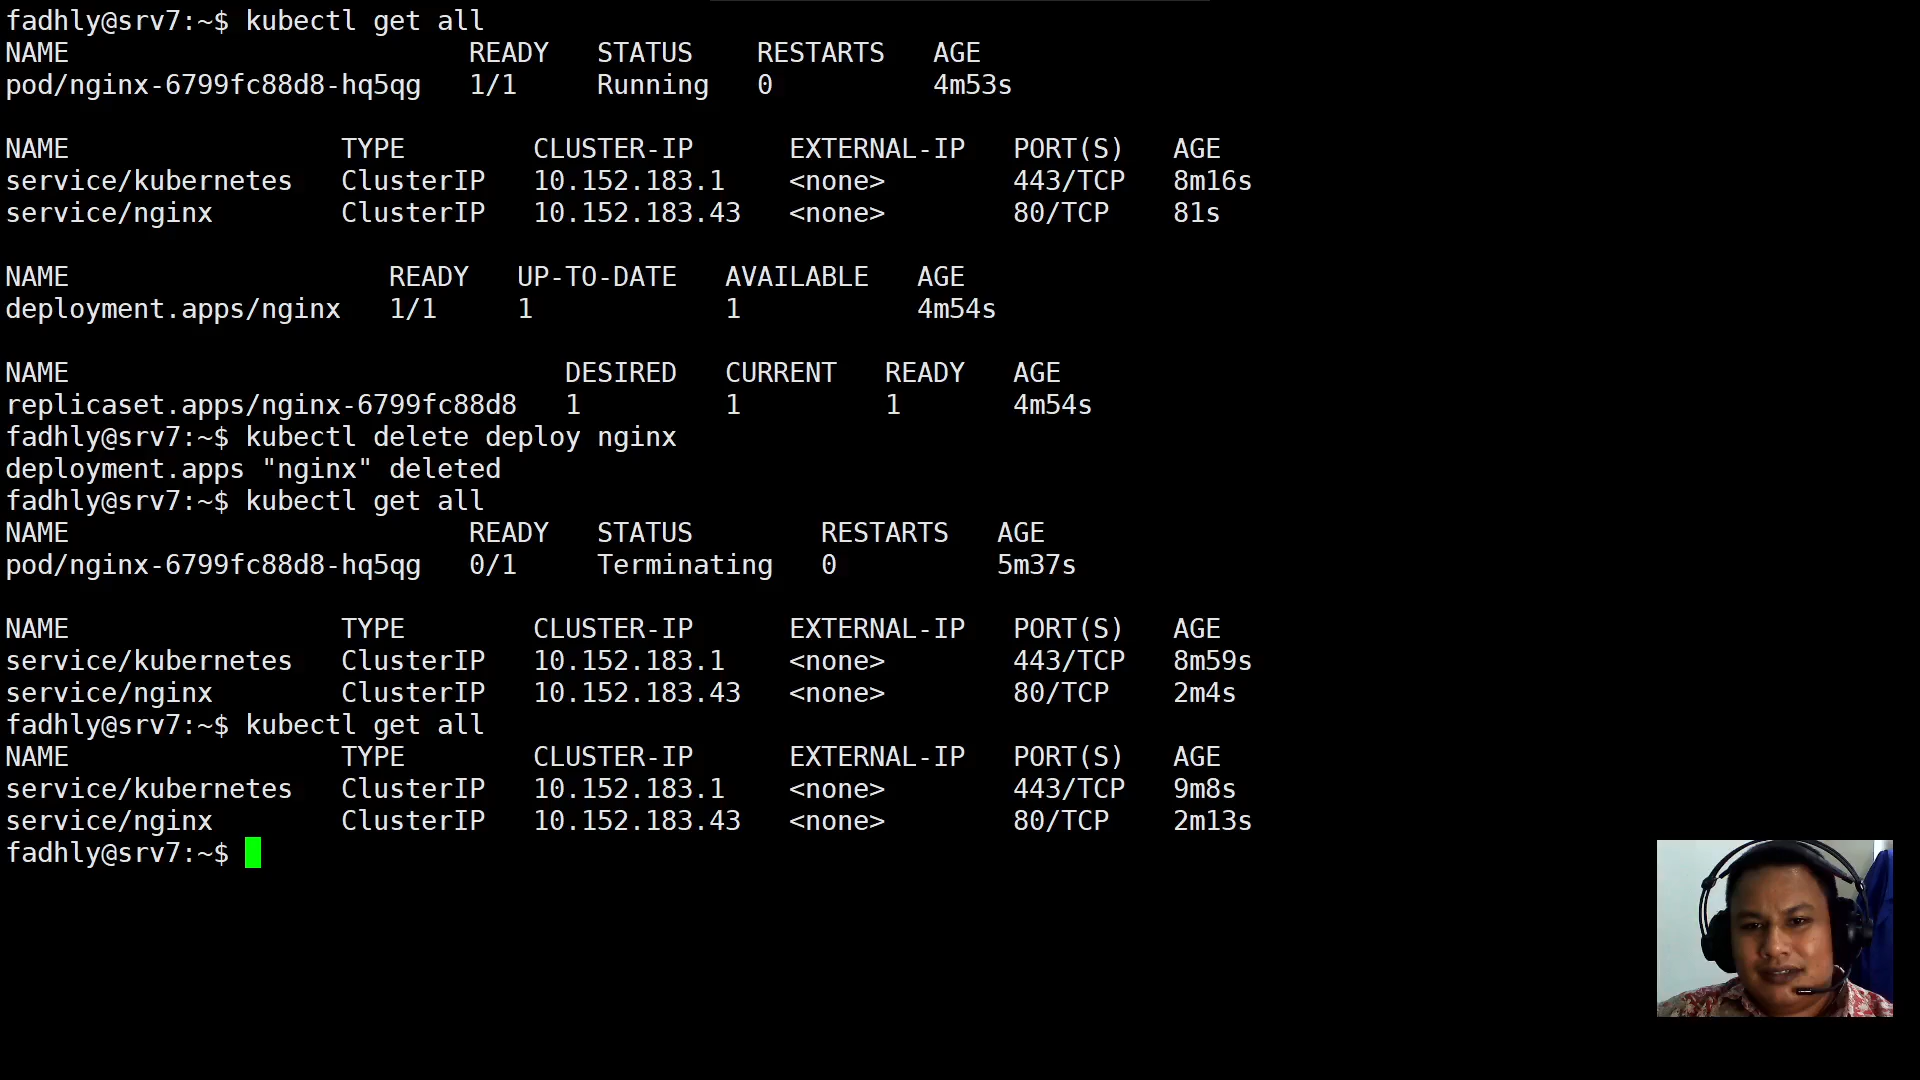 fadhly@srv7:~$ kubectl get all
NAME                         READY   STATUS    RESTARTS   AGE
pod/nginx-6799fc88d8-hq5qg   1/1     Running   0          4m53s

NAME                 TYPE        CLUSTER-IP      EXTERNAL-IP   PORT(S)   AGE
service/kubernetes   ClusterIP   10.152.183.1    <none>        443/TCP   8m16s
service/nginx        ClusterIP   10.152.183.43   <none>        80/TCP    81s

NAME                    READY   UP-TO-DATE   AVAILABLE   AGE
deployment.apps/nginx   1/1     1            1           4m54s

NAME                               DESIRED   CURRENT   READY   AGE
replicaset.apps/nginx-6799fc88d8   1         1         1       4m54s
fadhly@srv7:~$ kubectl delete deploy nginx
deployment.apps "nginx" deleted
fadhly@srv7:~$ kubectl get all
NAME                         READY   STATUS        RESTARTS   AGE
pod/nginx-6799fc88d8-hq5qg   0/1     Terminating   0          5m37s

NAME                 TYPE        CLUSTER-IP      EXTERNAL-IP   PORT(S)   AGE
service/kubernetes   ClusterIP   10.152.183.1    <none>        443/TCP   8m59s
service/nginx        ClusterIP   10.152.183.43   <none>        80/TCP    2m4s
fadhly@srv7:~$ kubectl get all
NAME                 TYPE        CLUSTER-IP      EXTERNAL-IP   PORT(S)   AGE
service/kubernetes   ClusterIP   10.152.183.1    <none>        443/TCP   9m8s
service/nginx        ClusterIP   10.152.183.43   <none>        80/TCP    2m13s
fadhly@srv7:~$